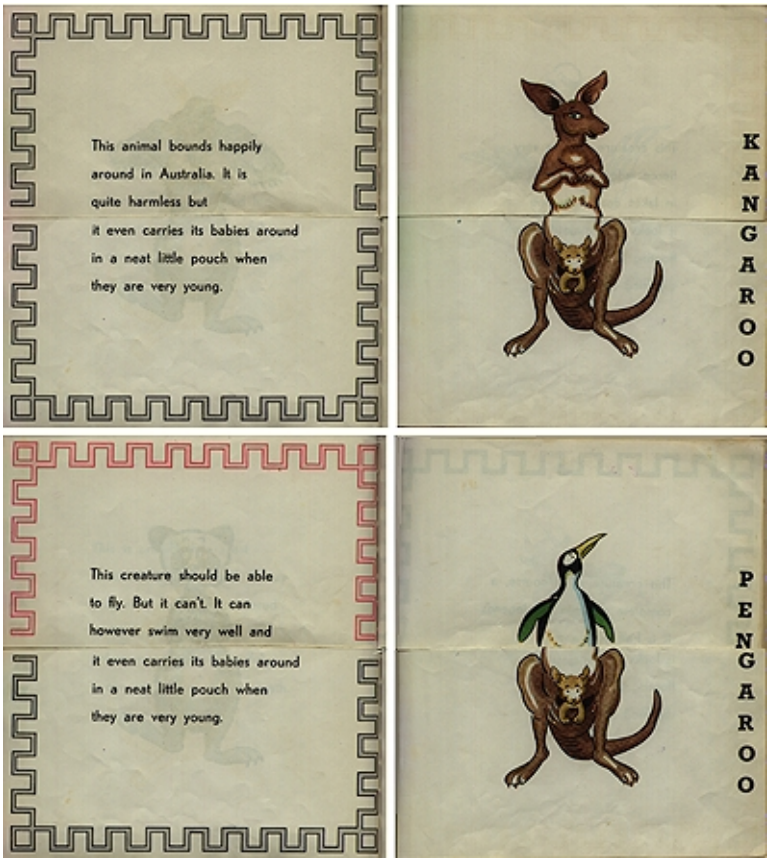 This animal bounds happily
around in Australia. It is
quite harmless but
it even carries its babies around
in a neat little pouch when
they are very young.
KANGAROO
This creature should be able
to fly. But it can't. It can
however swim very well and
it even carries its babies around
in a neat little pouch when
they are very young.
PENGAROO